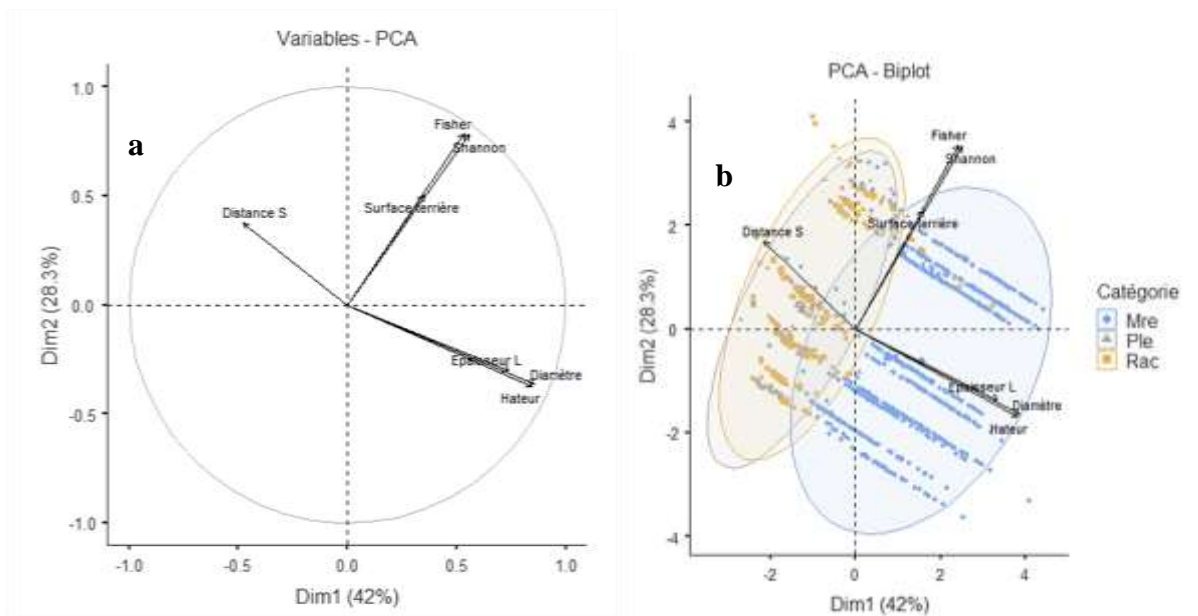 Variables - PCA
a
1.0
0.5
0.0
-0.5
-1.0
Dim2 (28.3%)
Fisher
Shannon
Surface terrière
Distance S
Epaisseur L
Diamètre
Hateur
-1.0 -0.5 0.0 0.5 1.0
Dim1 (42%)
PCA - Biplot
b
4
2
0
-2
-4
Dim2 (28.3%)
Fisher
Shannon
Surface terrière
Distance S
Epaisseur L
Diamètre
Hateur
-2 0 2 4
Dim1 (42%)
Catégorie
Mre
Ple
Rac